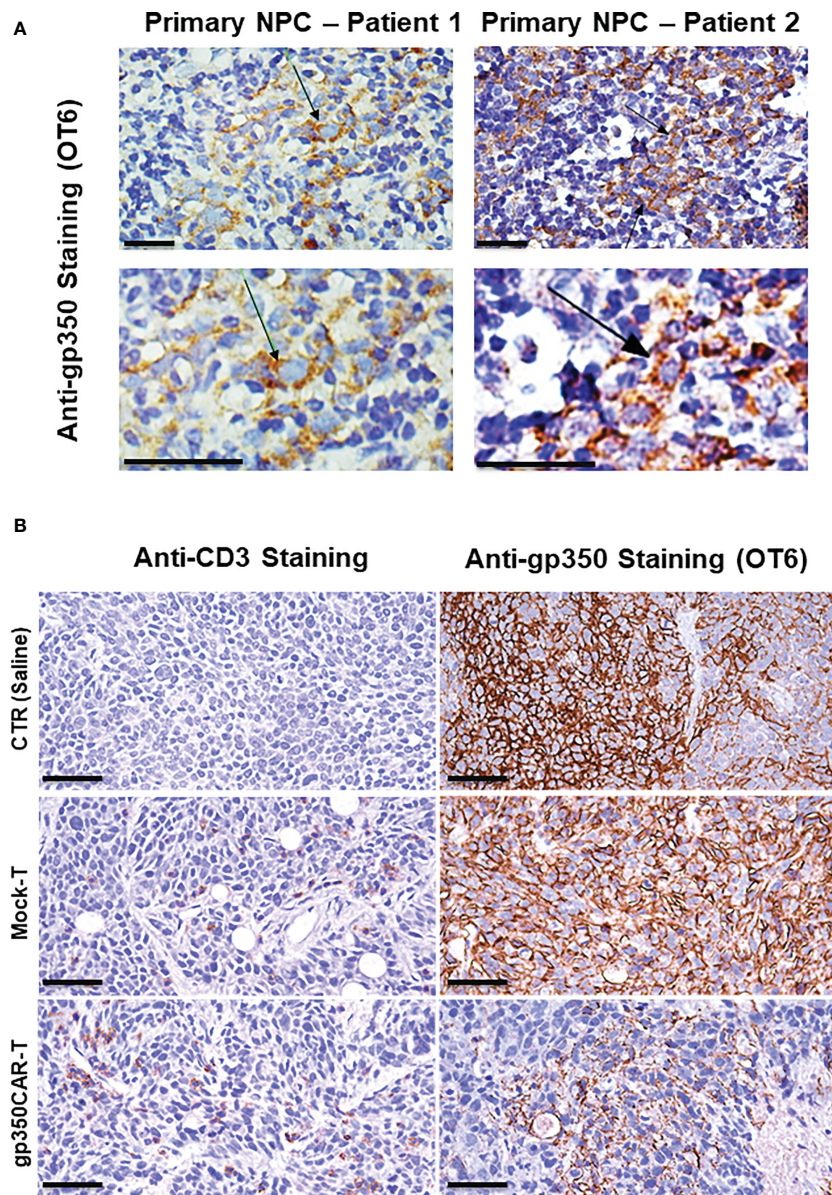 A
Primary NPC – Patient 1
Primary NPC – Patient 2
Anti-gp350 Staining (OT6)
B
Anti-CD3 Staining
Anti-gp350 Staining (OT6)
CTR (Saline)
Mock-T
gp350CAR-T